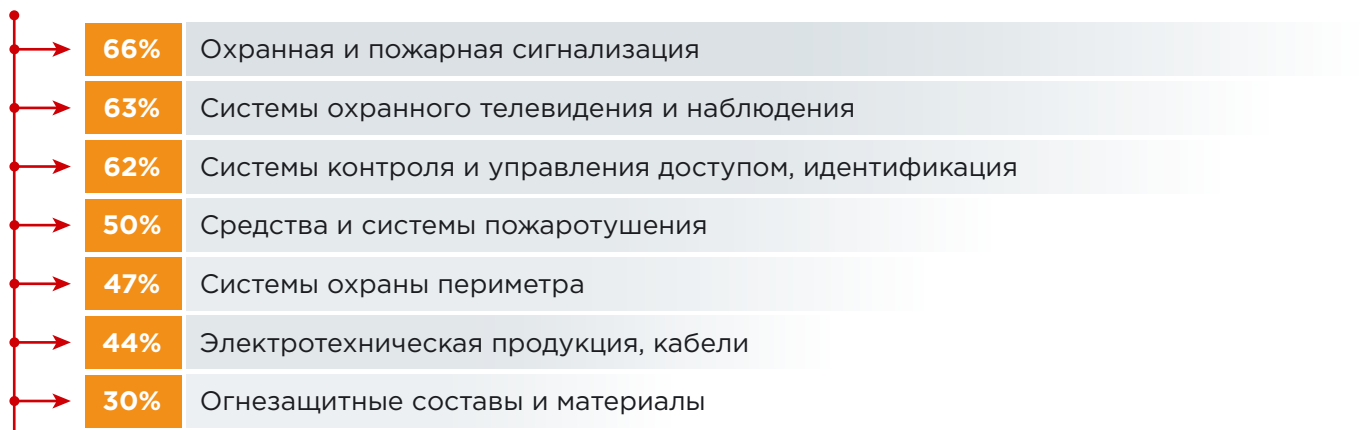 66% Охранная и пожарная сигнализация
63% Системы охранного телевидения и наблюдения
62% Системы контроля и управления доступом, идентификация
50% Средства и системы пожаротушения
47% Системы охраны периметра
44% Электротехническая продукция, кабели
30% Огнезащитные составы и материалы